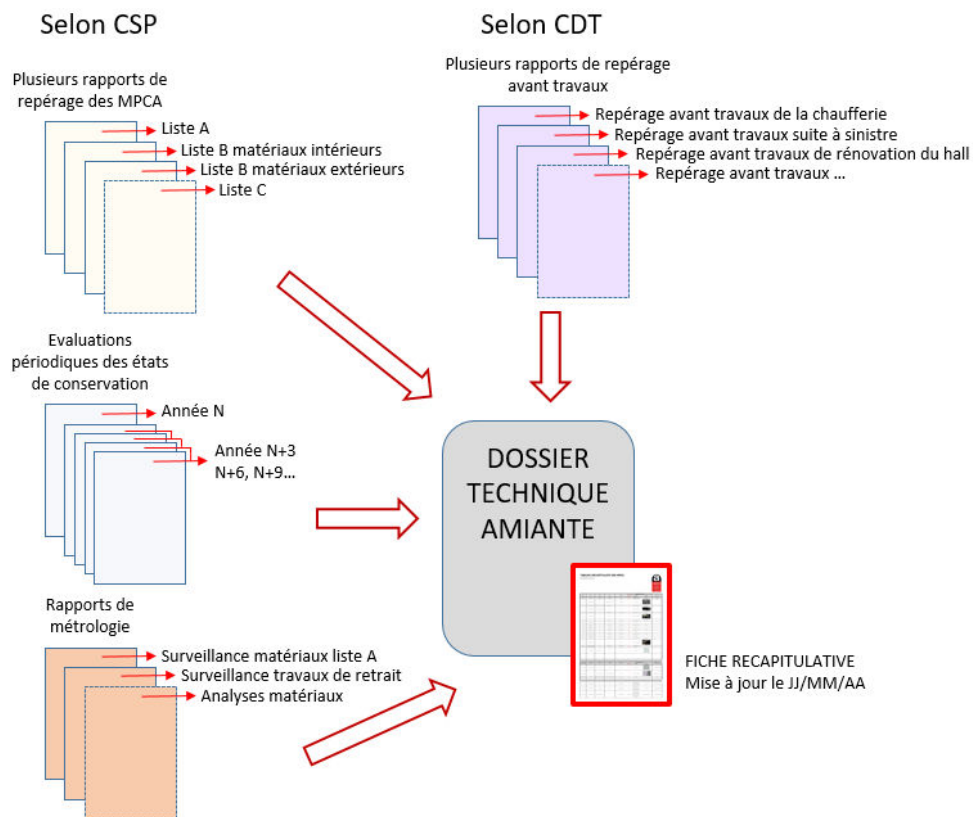 Selon CSP
Plusieurs rapports de
repérage des MPCA
Liste A
Liste B matériaux intérieurs
Liste B matériaux extérieurs
Liste C
Selon CDT
Plusieurs rapports de repérage
avant travaux
Repérage avant travaux de la chaufferie
Repérage avant travaux suite à sinistre
Repérage avant travaux de rénovation du hall
Repérage avant travaux ...
Evaluations
périodiques des états
de conservation
Année N
Année N+3
N+6, N+9...
DOSSIER
TECHNIQUE
AMIANTE
Rapports de
métrologie
Surveillance matériaux liste A
Surveillance travaux de retrait
Analyses matériaux
FICHE RECAPITULATIVE
Mise à jour le JJ/MM/AA